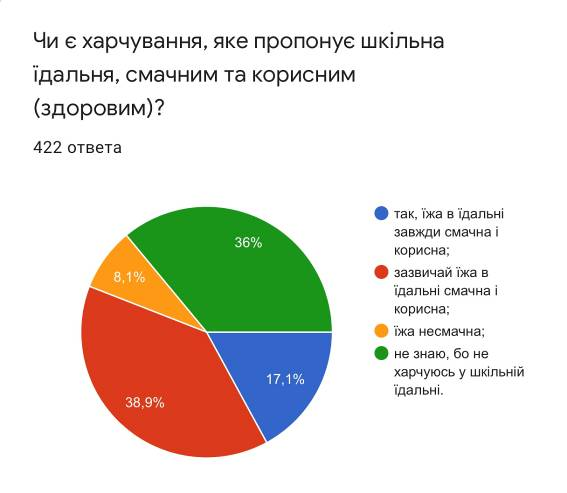 Чи є харчування, яке пропонує шкільна
їдальня, смачним та корисним
(здоровим)?
422 ответа
36%
8,1%
17,1%
38,9%
так, їжа в їдальні
завжди смачна і
корисна;
зазвичай їжа в
їдальні смачна і
корисна;
їжа несмачна;
не знаю, бо не
харчуюсь у шкільній
їдальні.